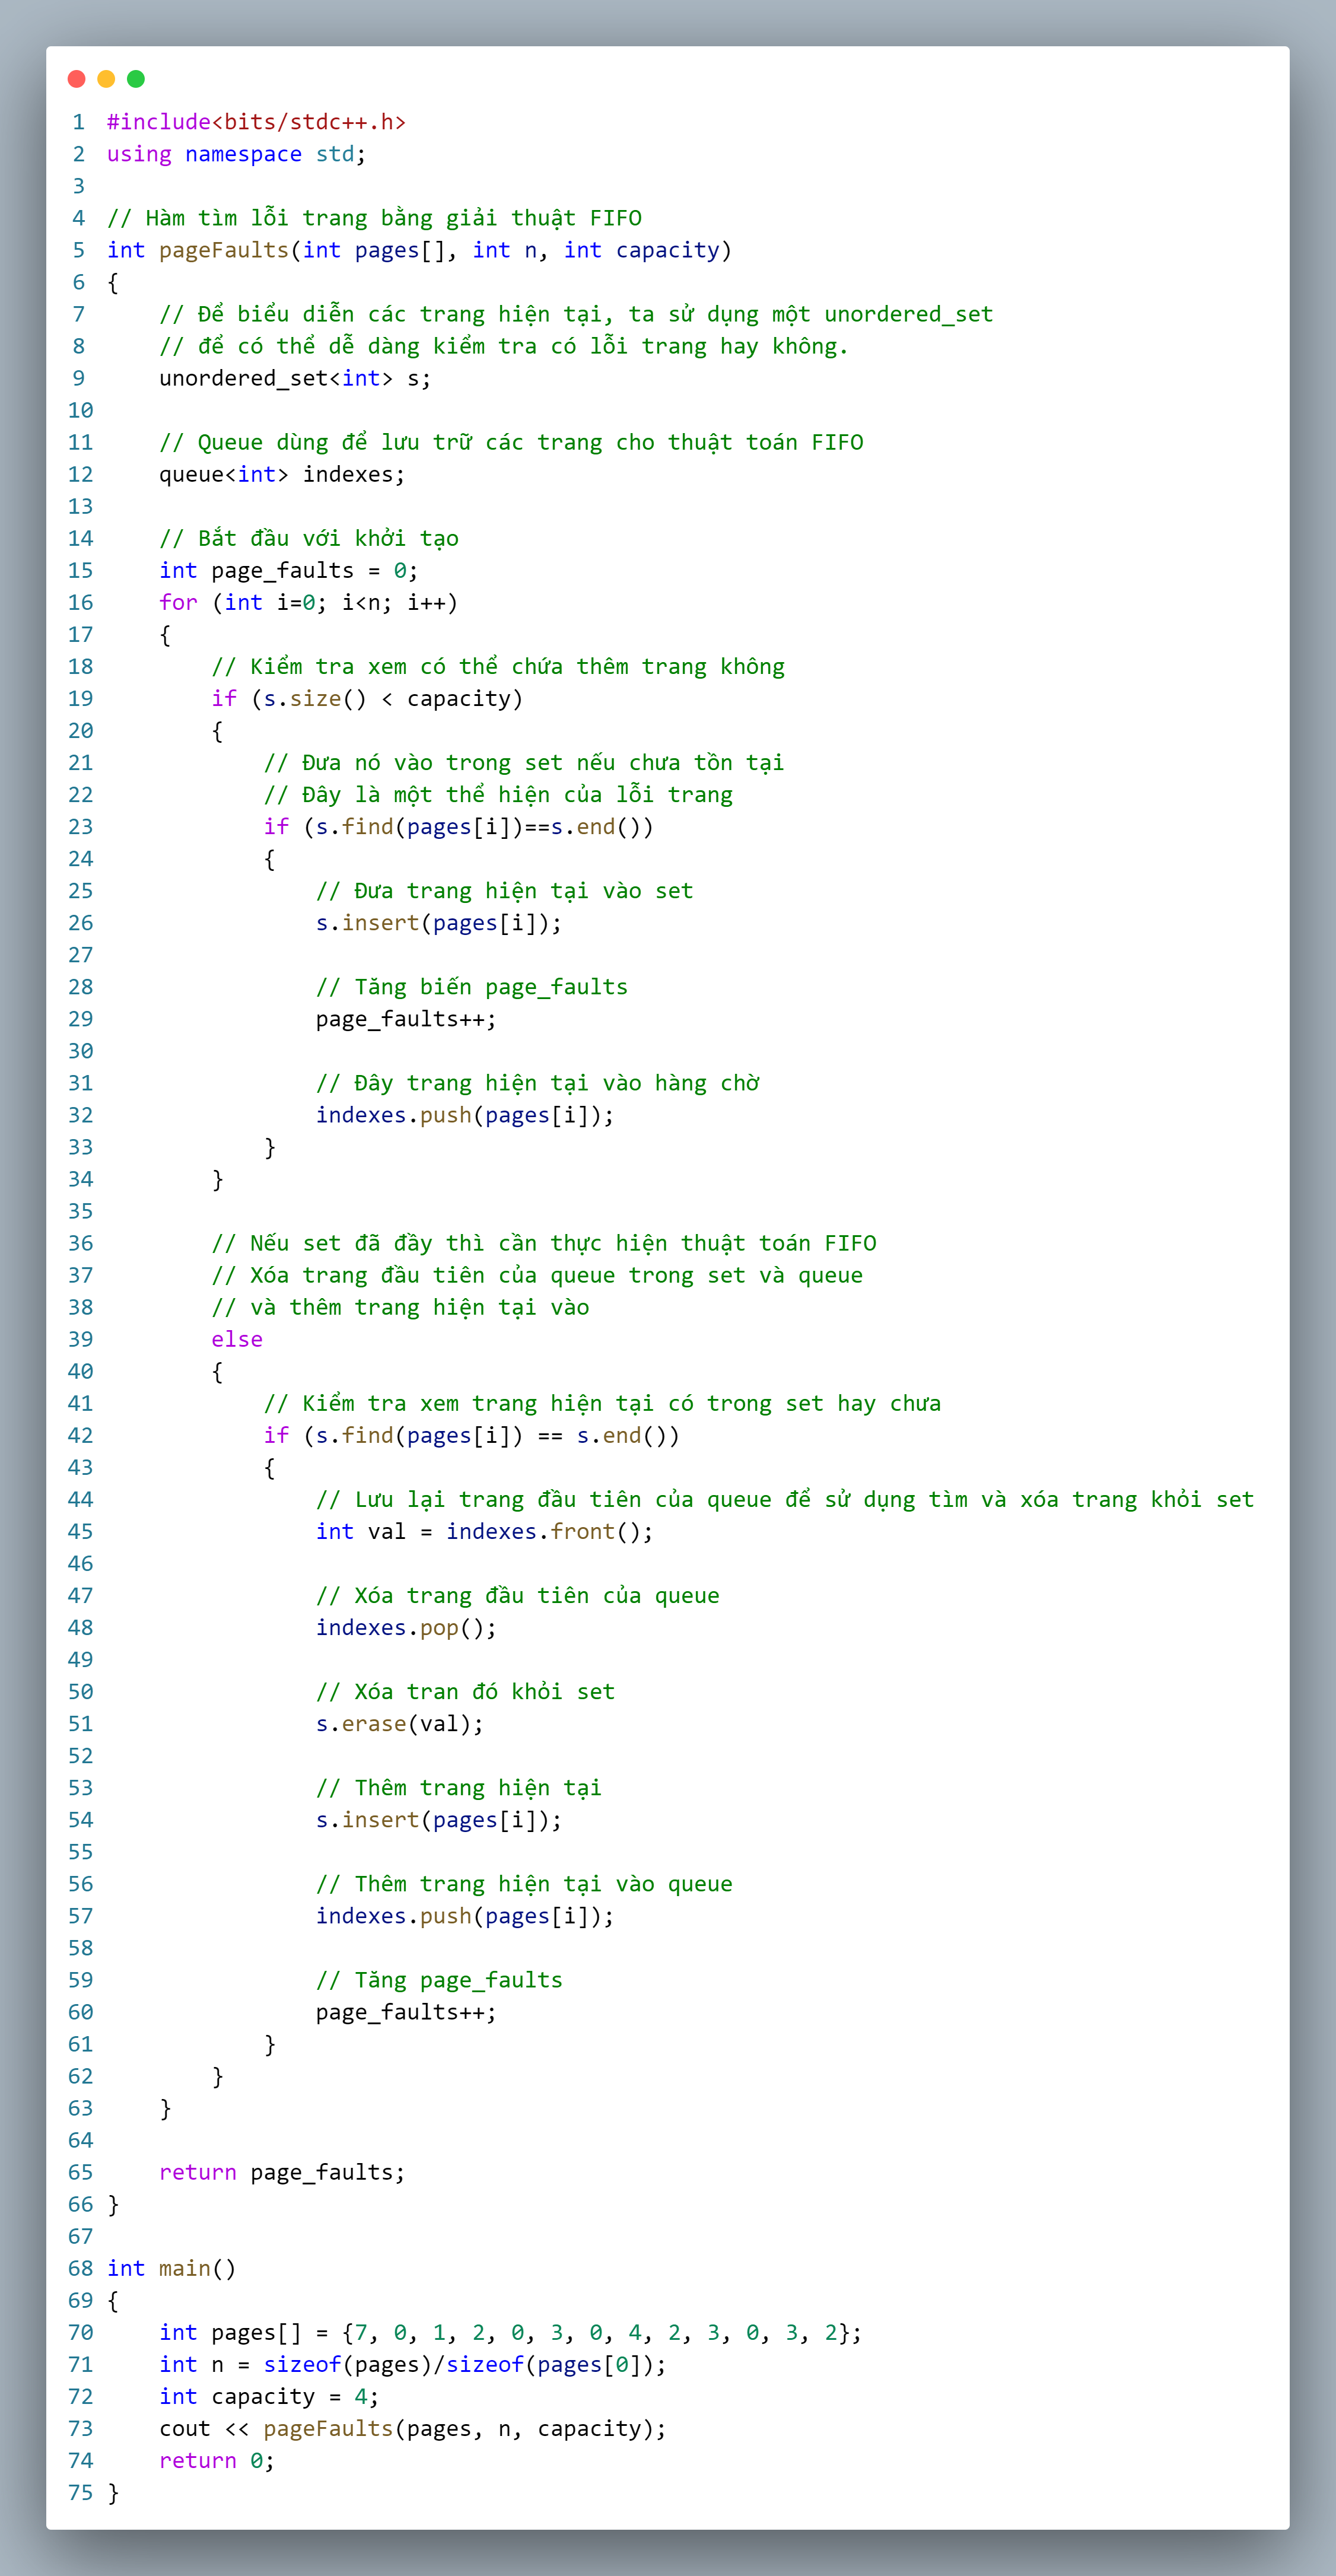 1 #include<bits/stdc++.h>
2 using namespace std;
3
4 // Hàm tìm lỗi trang bằng giải thuật FIFO
5 int pageFaults(int pages[], int n, int capacity)
6 {
7     // Để biểu diễn các trang hiện tại, ta sử dụng một unordered_set
8     // để có thể dễ dàng kiểm tra có lỗi trang hay không.
9     unordered_set<int> s;
10
11     // Queue dùng để lưu trữ các trang cho thuật toán FIFO
12     queue<int> indexes;
13
14     // Bắt đầu với khởi tạo
15     int page_faults = 0;
16     for (int i=0; i<n; i++)
17     {
18         // Kiểm tra xem có thể chứa thêm trang không
19         if (s.size() < capacity)
20         {
21             // Đưa nó vào trong set nếu chưa tồn tại
22             // Đây là một thể hiện của lỗi trang
23             if (s.find(pages[i])==s.end())
24             {
25                 // Đưa trang hiện tại vào set
26                 s.insert(pages[i]);
27
28                 // Tăng biến page_faults
29                 page_faults++;
30
31                 // Đây trang hiện tại vào hàng chờ
32                 indexes.push(pages[i]);
33             }
34         }
35
36         // Nếu set đã đầy thì cần thực hiện thuật toán FIFO
37         // Xóa trang đầu tiên của queue trong set và queue
38         // và thêm trang hiện tại vào
39         else
40         {
41             // Kiểm tra xem trang hiện tại có trong set hay chưa
42             if (s.find(pages[i]) == s.end())
43             {
44                 // Lưu lại trang đầu tiên của queue để sử dụng tìm và xóa trang khỏi set
45                 int val = indexes.front();
46
47                 // Xóa trang đầu tiên của queue
48                 indexes.pop();
49
50                 // Xóa tran đó khỏi set
51                 s.erase(val);
52
53                 // Thêm trang hiện tại
54                 s.insert(pages[i]);
55
56                 // Thêm trang hiện tại vào queue
57                 indexes.push(pages[i]);
58
59                 // Tăng page_faults
60                 page_faults++;
61             }
62         }
63     }
64
65     return page_faults;
66 }
67
68 int main()
69 {
70     int pages[] = {7, 0, 1, 2, 0, 3, 0, 4, 2, 3, 0, 3, 2};
71     int n = sizeof(pages)/sizeof(pages[0]);
72     int capacity = 4;
73     cout << pageFaults(pages, n, capacity);
74     return 0;
75 }